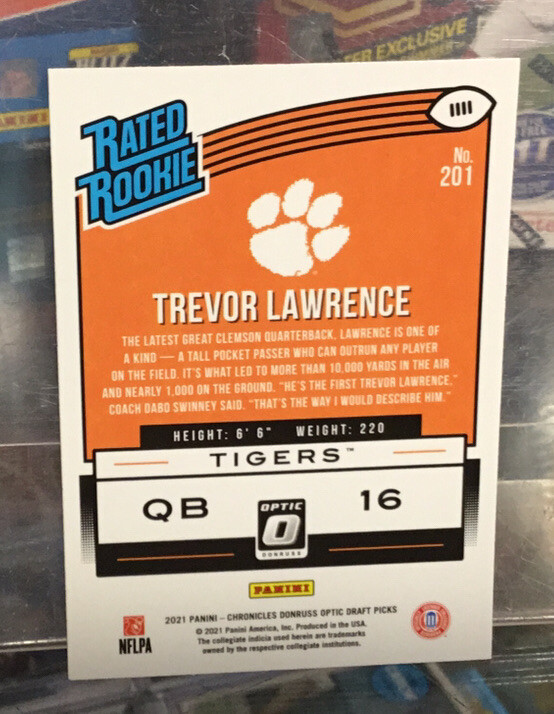 BLITZ
ER EXCLUSIVE
RATED
ROOKIE
No.
201
TREVOR LAWRENCE
THE LATEST GREAT CLEMSON QUARTERBACK, LAWRENCE IS ONE OF
A KIND — A TALL POCKET PASSER WHO CAN OUTRUN ANY PLAYER
ON THE FIELD. IT'S WHAT LED TO MORE THAN 10,000 YARDS IN THE AIR
AND NEARLY 1,000 ON THE GROUND. "HE'S THE FIRST TREVOR LAWRENCE,"
COACH DABO SWINNEY SAID. "THAT'S THE WAY I WOULD DESCRIBE HIM."
HEIGHT: 6' 6" WEIGHT: 220
TIGERS™
QB
16
OPTIC
O
DONRUSS
PANINI
2021 PANINI – CHRONICLES DONRUSS OPTIC DRAFT PICKS
© 2021 Panini America, Inc. Produced in the USA.
The collegiate indicia used herein are trademarks
owned by the respective collegiate institutions.
NFLPA